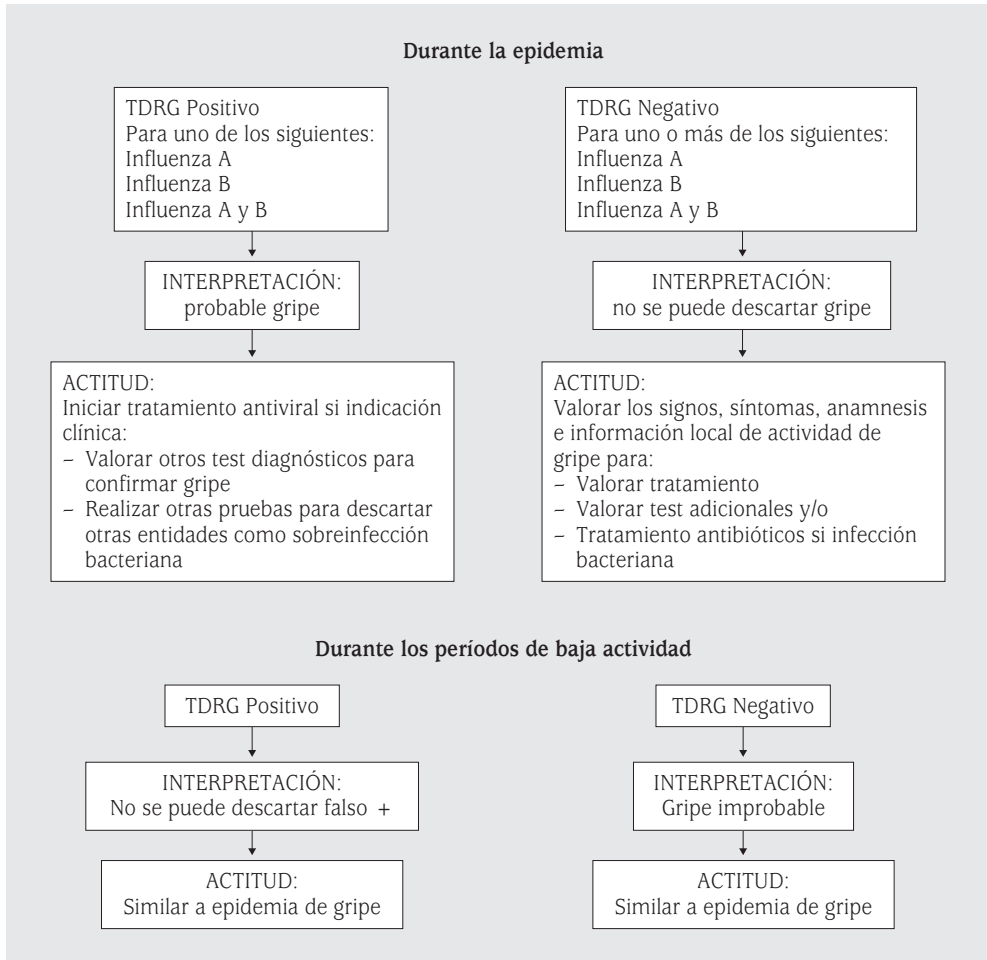 Durante la epidemia
TDRG Positivo
Para uno de los siguientes:
Influenza A
Influenza B
Influenza A y B
INTERPRETACIÓN:
probable gripe
ACTITUD:
Iniciar tratamiento antiviral si indicación
clínica:
– Valorar otros test diagnósticos para
confirmar gripe
– Realizar otras pruebas para descartar
otras entidades como sobreinfección
bacteriana
TDRG Negativo
Para uno o más de los siguientes:
Influenza A
Influenza B
Influenza A y B
INTERPRETACIÓN:
no se puede descartar gripe
ACTITUD:
Valorar los signos, síntomas, anamnesis
e información local de actividad de
gripe para:
– Valorar tratamiento
– Valorar test adicionales y/o
– Tratamiento antibióticos si infección
bacteriana
Durante los períodos de baja actividad
TDRG Positivo
INTERPRETACIÓN:
No se puede descartar falso +
ACTITUD:
Similar a epidemia de gripe
TDRG Negativo
INTERPRETACIÓN:
Gripe improbable
ACTITUD:
Similar a epidemia de gripe